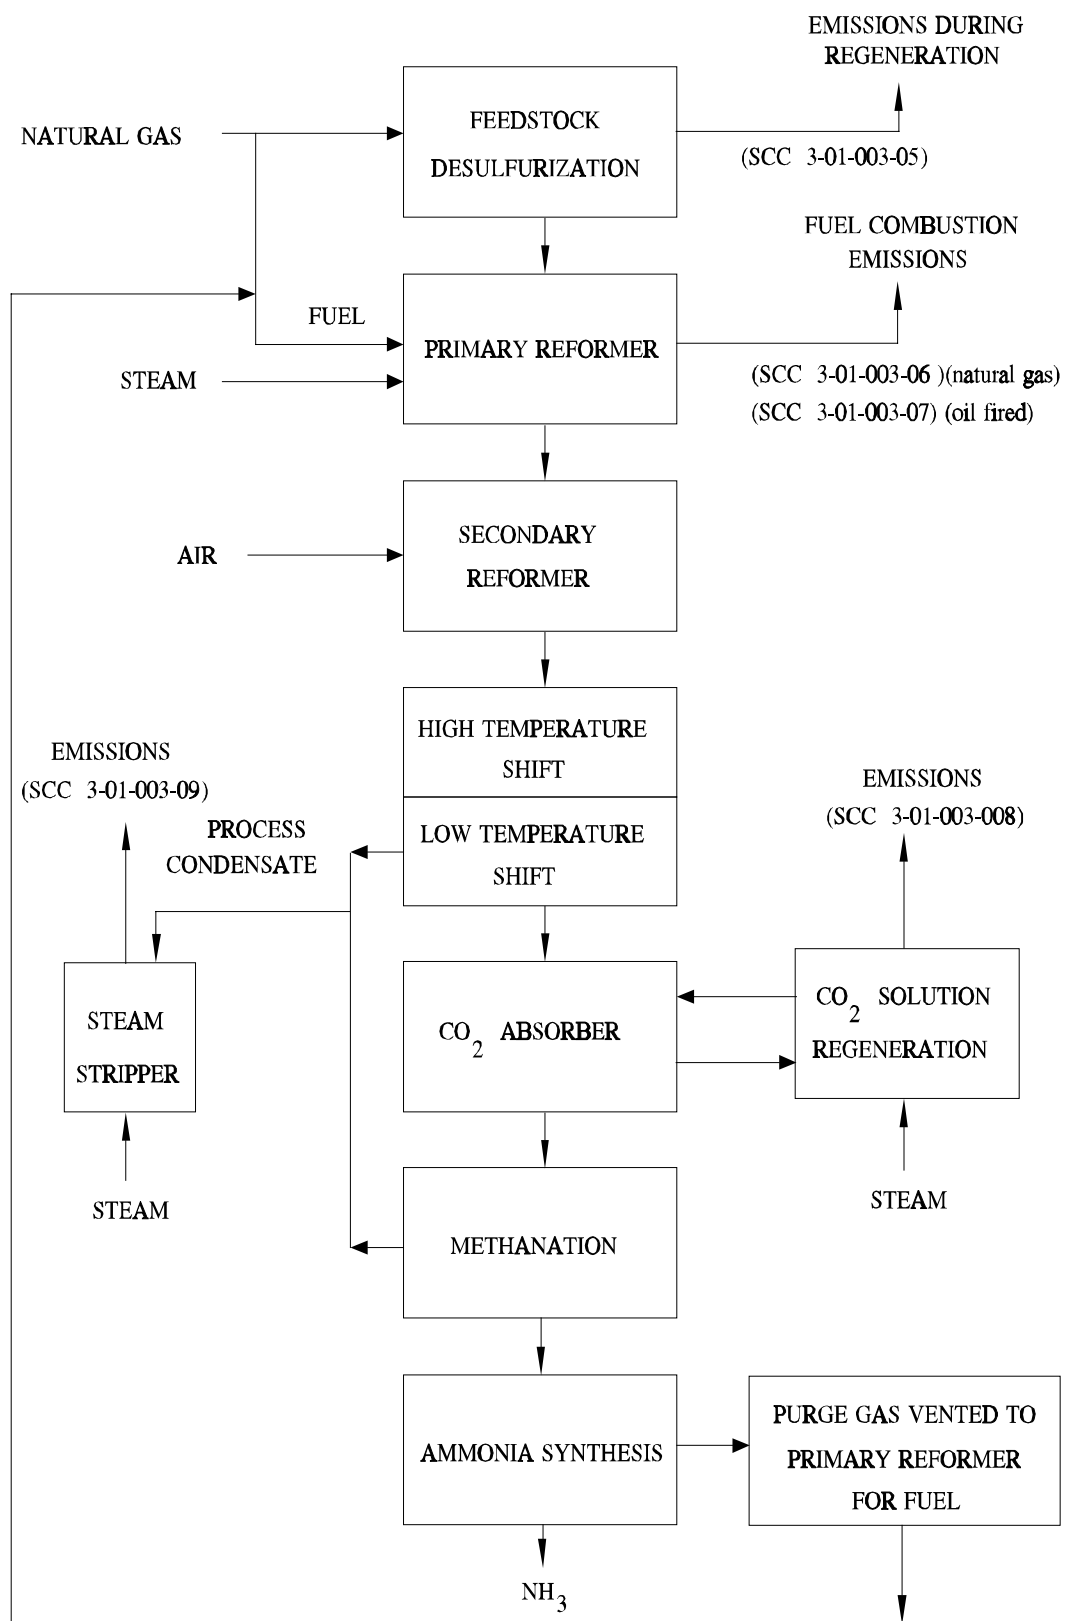 EMISSIONS DURING
REGENERATION
FEEDSTOCK
DESULFURIZATION
NATURAL GAS
(SCC 3-01-003-05)
FUEL COMBUSTION
EMISSIONS
FUEL
PRIMARY REFORMER
STEAM
(SCC 3-01-003-06 )(natural gas)
(SCC 3-01-003-07) (oil fired)
SECONDARY
REFORMER
AIR
HIGH TEMPERATURE
SHIFT
EMISSIONS
(SCC 3-01-003-09)
PROCESS
CONDENSATE
LOW TEMPERATURE
SHIFT
EMISSIONS
(SCC 3-01-003-008)
STEAM
STRIPPER
CO2 ABSORBER
CO2 SOLUTION
REGENERATION
STEAM
STEAM
METHANATION
AMMONIA SYNTHESIS
PURGE GAS VENTED TO
PRIMARY REFORMER
FOR FUEL
NH3